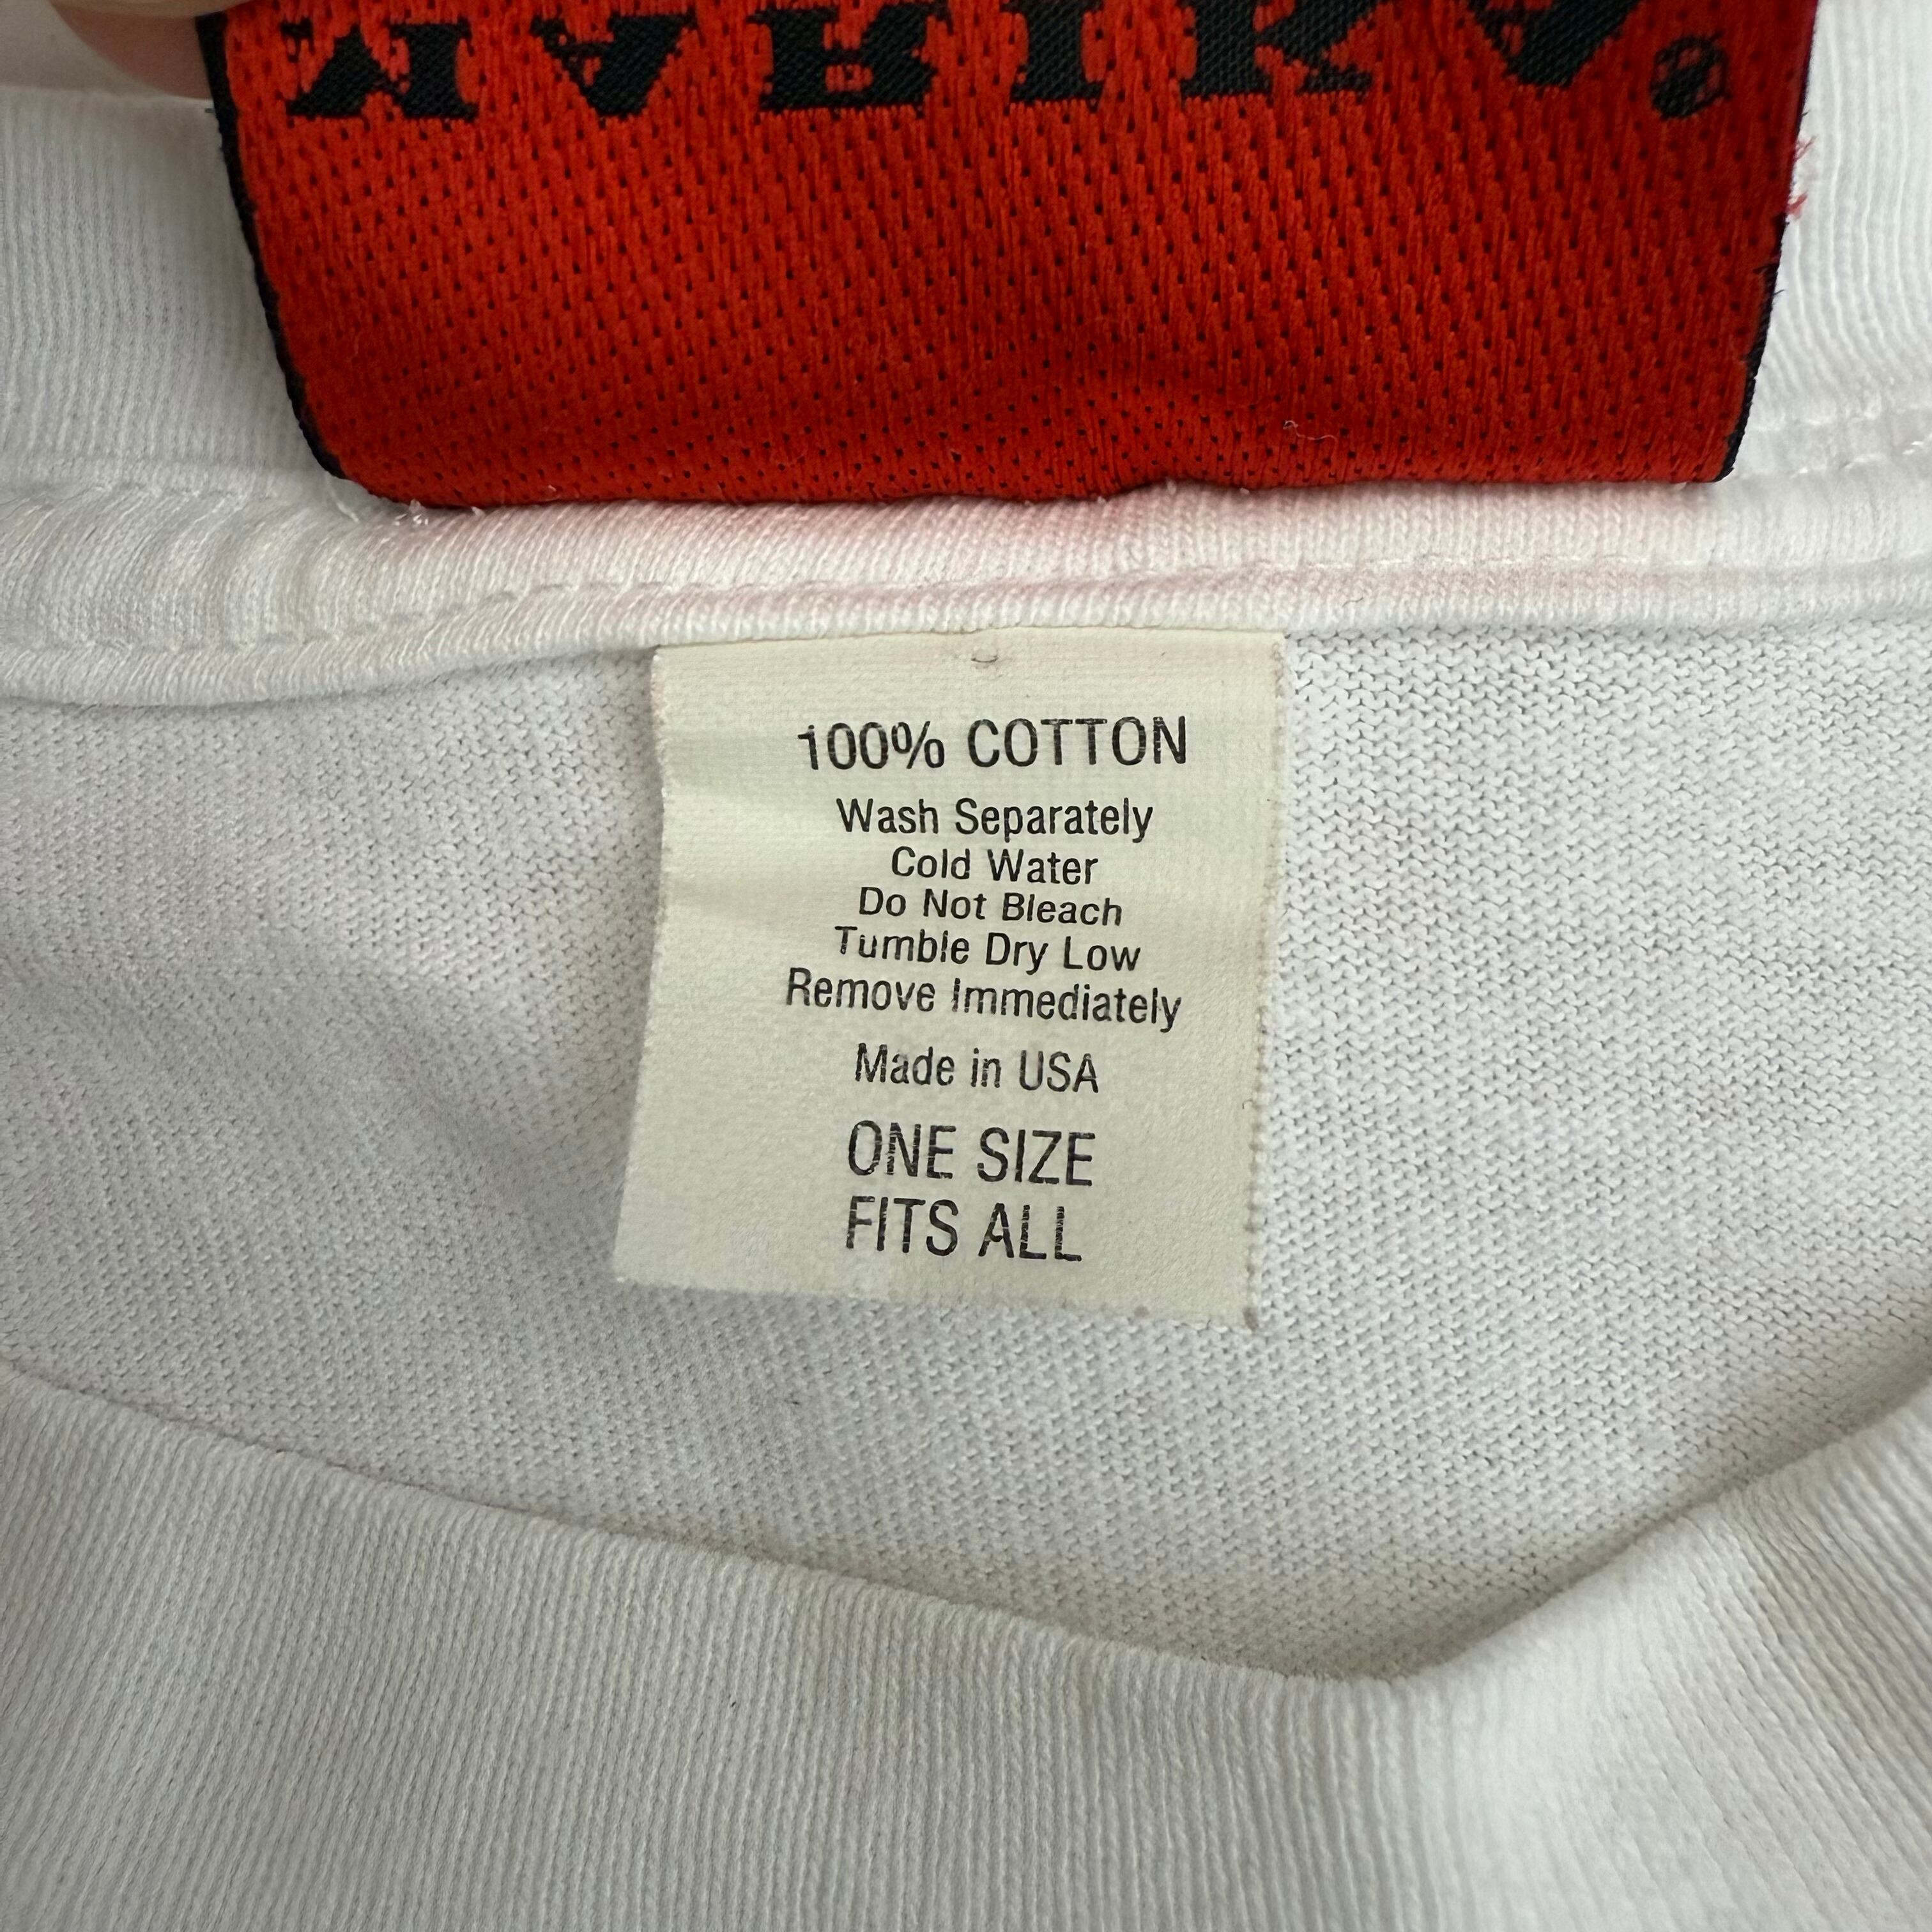 MARIKA®
100% COTTON
Wash Separately
Cold Water
Do Not Bleach
Tumble Dry Low
Remove Immediately
Made in USA
ONE SIZE
FITS ALL